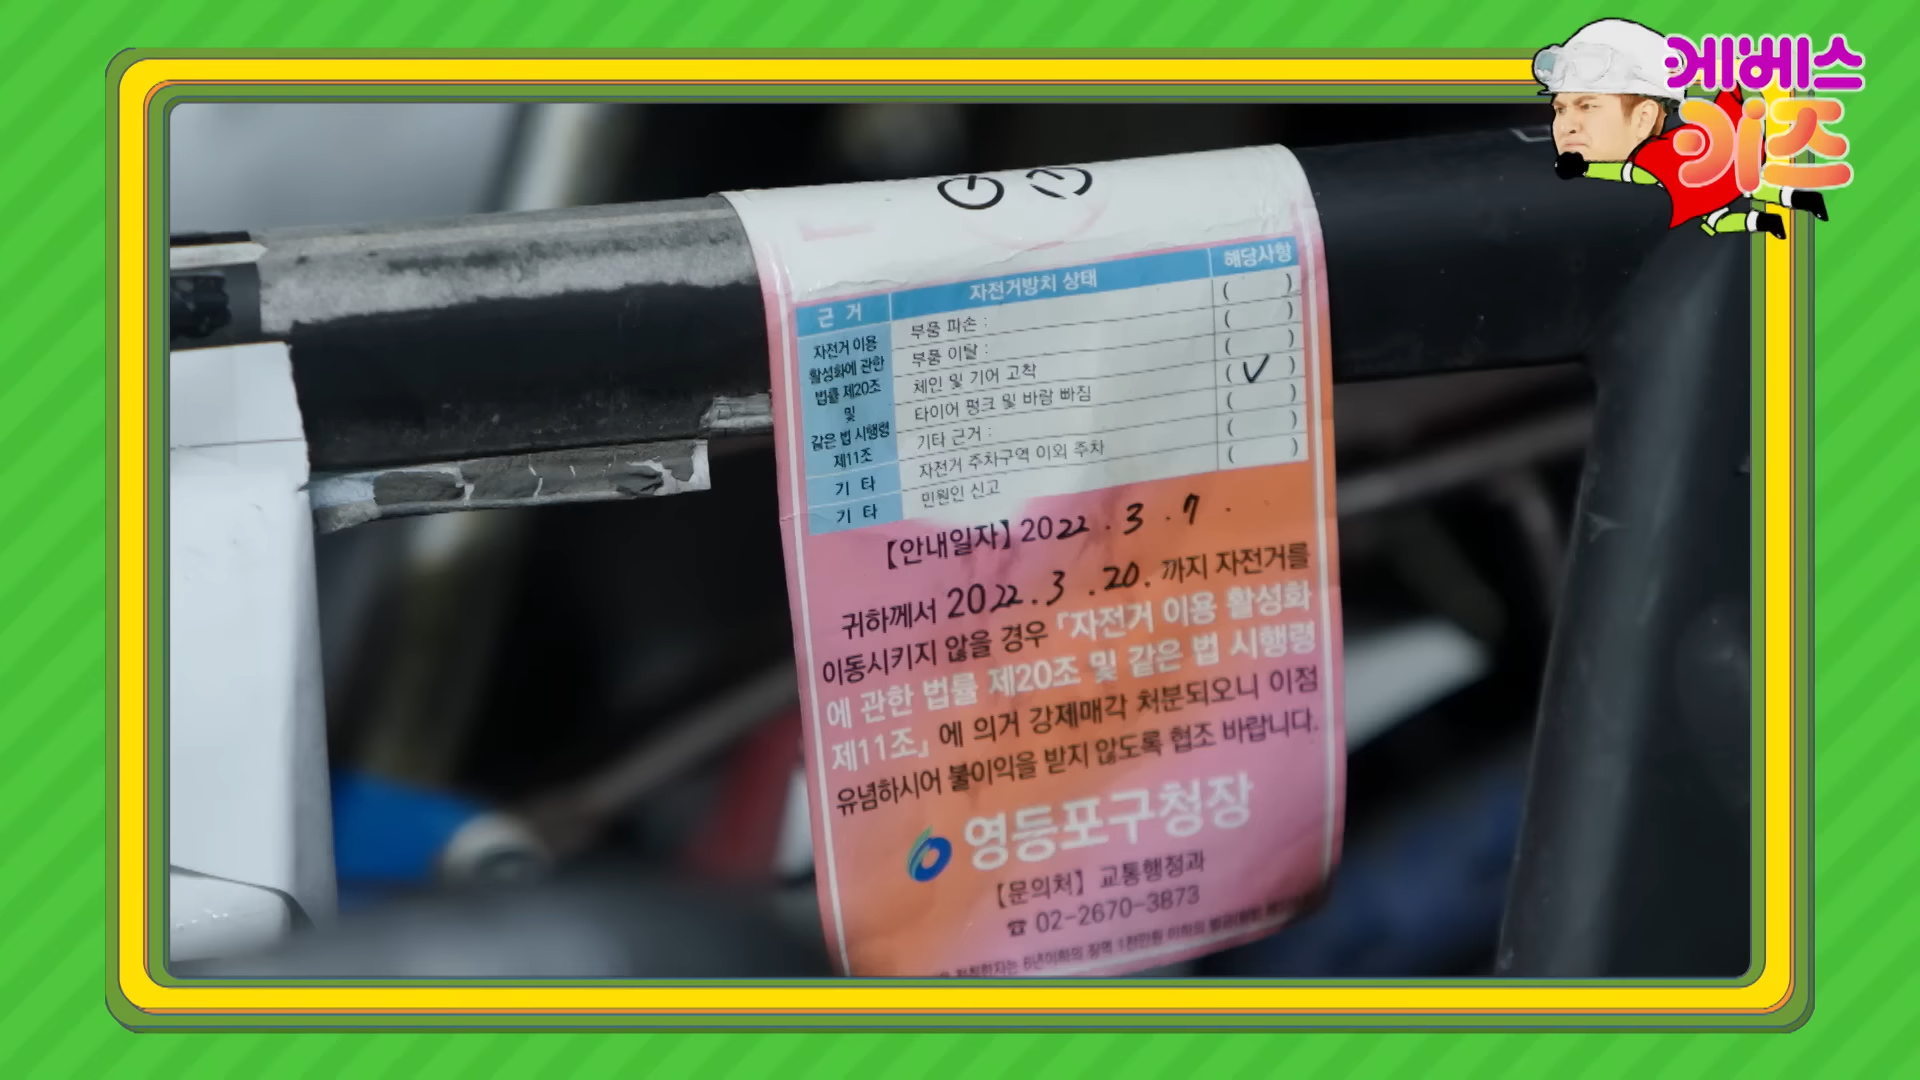 에베스
키즈
근 거
자전거방치 상태
해당사항
자전거 이용
활성화에 관한
법률 제20조
및
같은 법 시행령
제11조
부품 파손 : ( )
부품 이탈 : ( )
체인 및 기어 고착 ( )
타이어 펑크 및 바람 빠짐 ( ✓ )
기타 근거 : ( )
기 타 자전거 주차구역 이외 주차 ( )
기 타 민원인 신고 ( )
【안내일자】 2022 . 3 . 7 .
귀하께서 2022 . 3 . 20 . 까지 자전거를
이동시키지 않을 경우 「자전거 이용 활성화
에 관한 법률 제20조 및 같은 법 시행령
제11조」 에 의거 강제매각 처분되오니 이점
유념하시어 불이익을 받지 않도록 협조 바랍니다.
영등포구청장
【문의처】 교통행정과
☎ 02-2670-3873